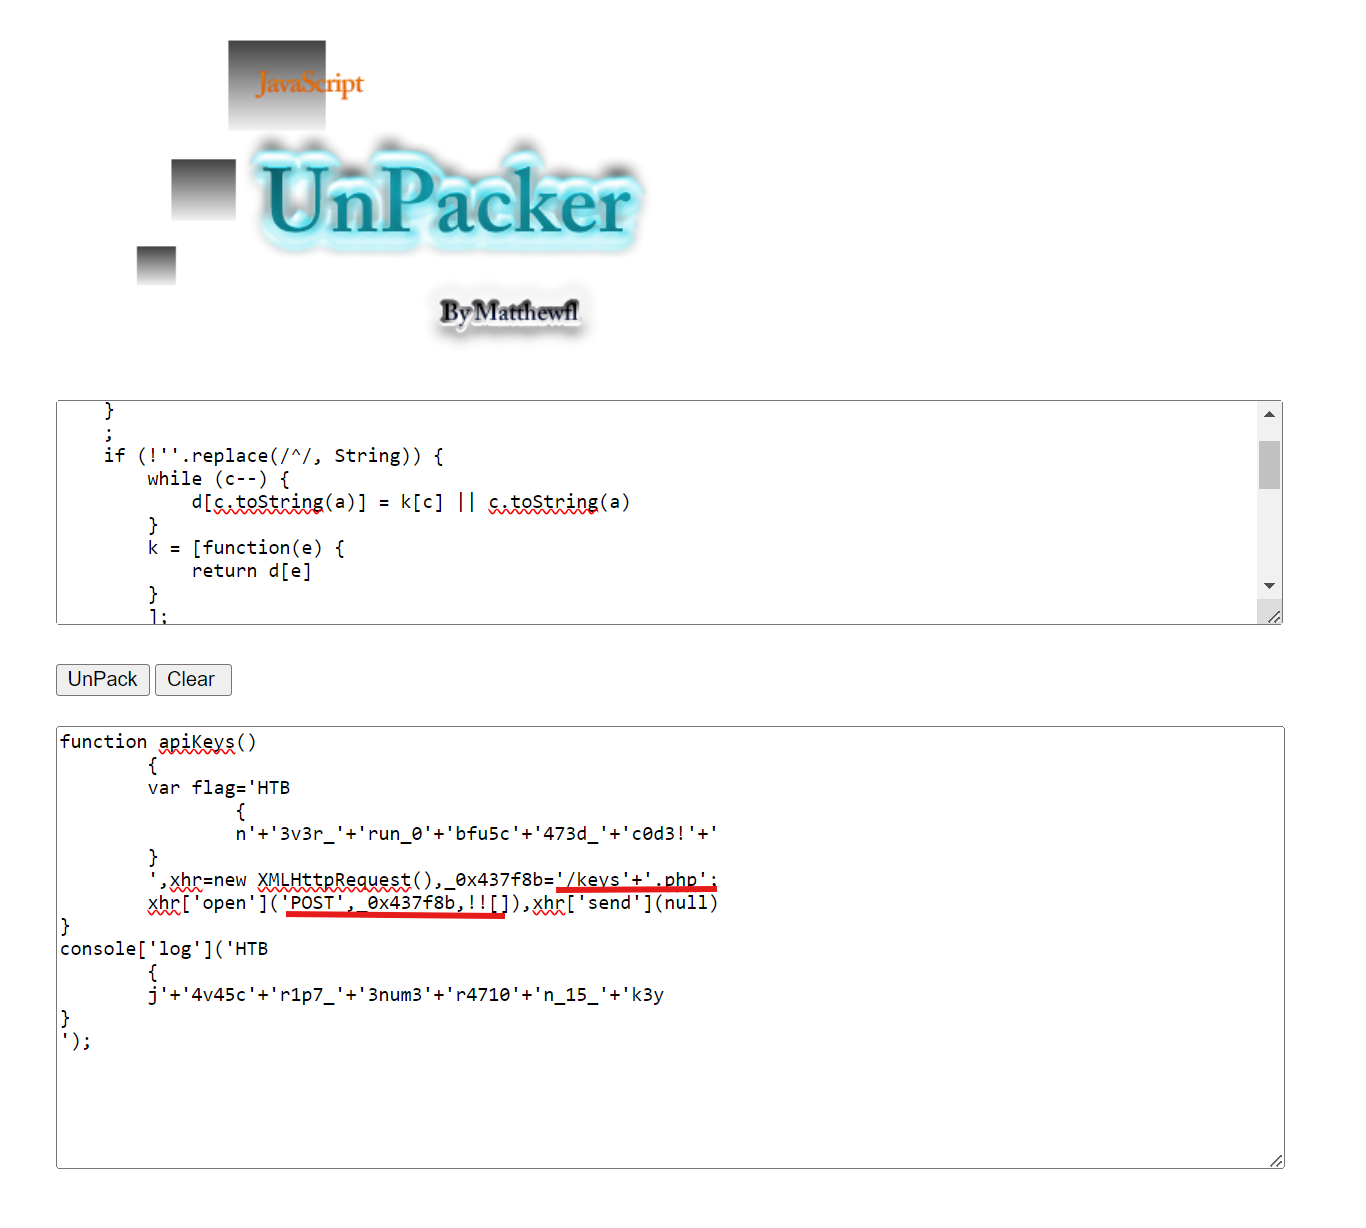 JavaScript
UnPacker
By Matthewfl
}
;
if (!''.replace(/^/, String)) {
while (c--) {
d[c.toString(a)] = k[c] || c.toString(a)
}
k = [function(e) {
return d[e]
}
];
UnPack Clear
function apiKeys()
{
var flag='HTB
{
n'+'3v3r_'+'run_0'+'bfu5c'+'473d_'+'c0d3!'+'
}
',xhr=new XMLHttpRequest(),_0x437f8b='/keys'+'.php';
xhr['open']('POST',_0x437f8b,!![]),xhr['send'](null)
}
console['log']('HTB
{
j'+'4v45c'+'r1p7_'+'3num3'+'r4710'+'n_15_'+'k3y
}
');